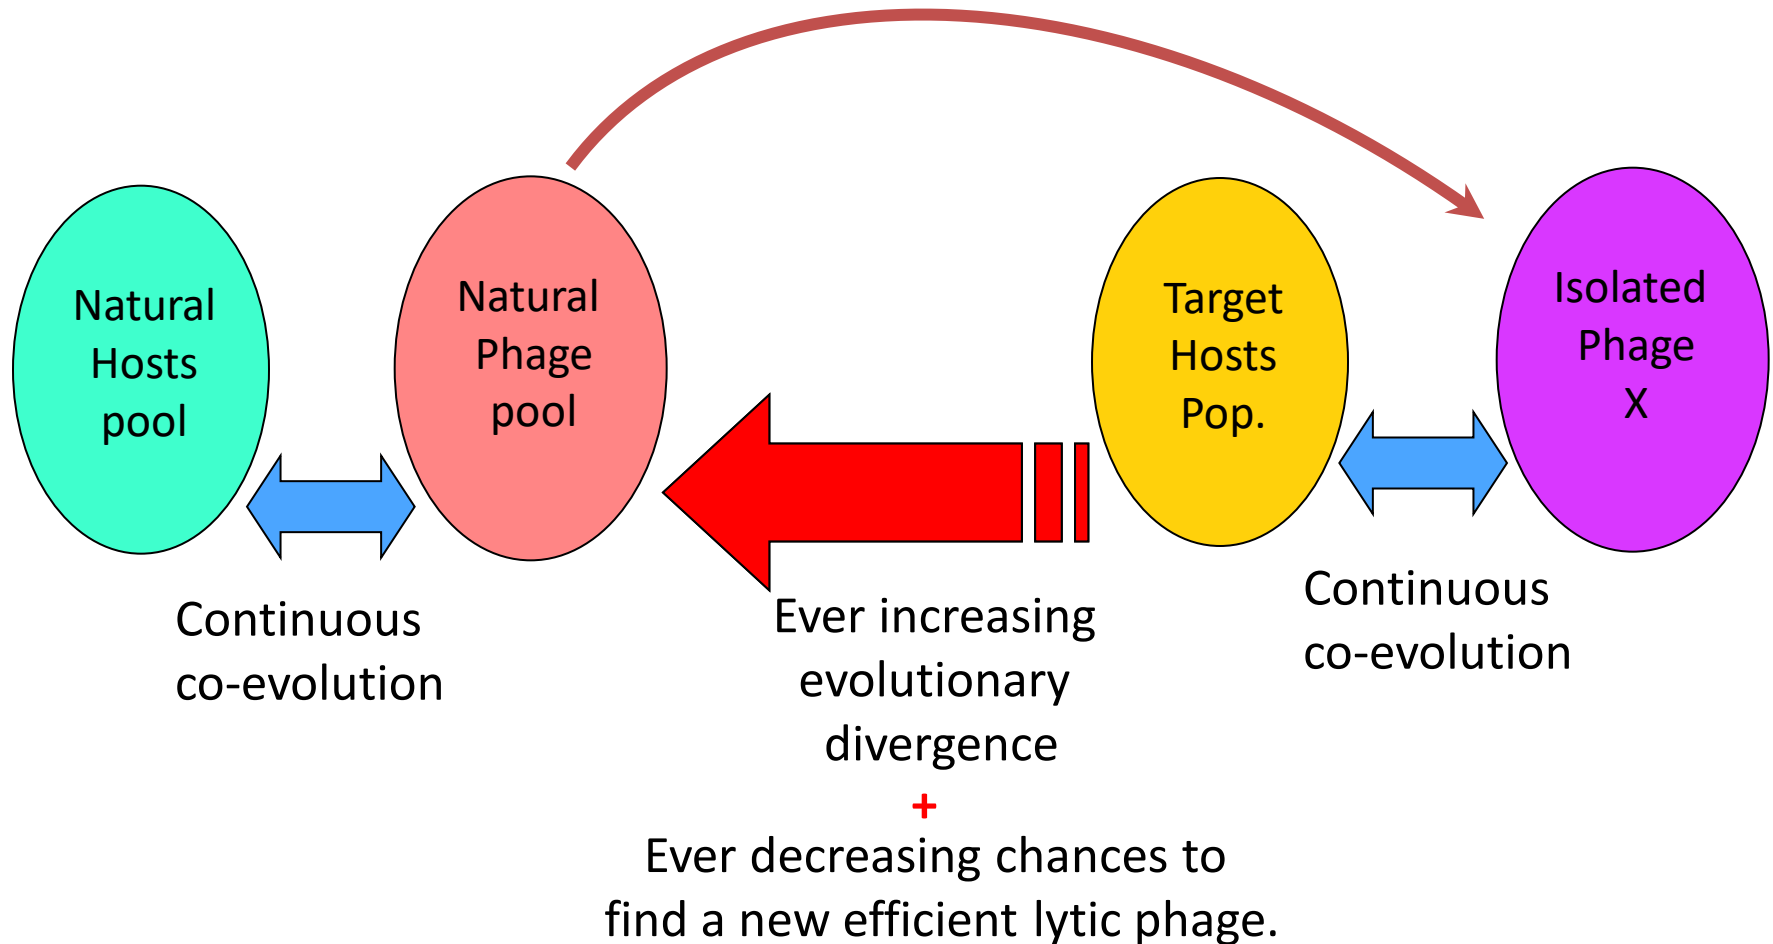 Natural
Hosts
pool
Natural
Phage
pool
Target
Hosts
Pop.
Isolated
Phage
X
Continuous
co-evolution
Ever increasing
evolutionary
divergence
+
Ever decreasing chances to
find a new efficient lytic phage.
Continuous
co-evolution